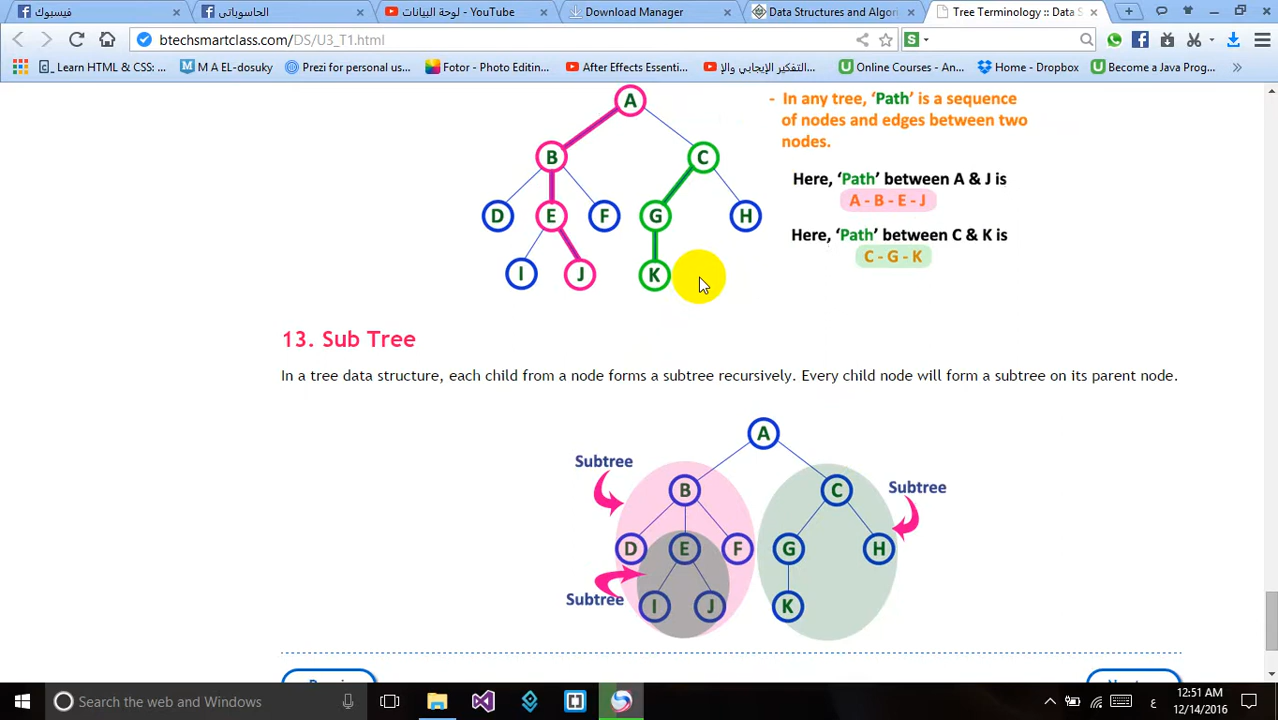 فيسبوك
الحاسوباتى
لوحة البيانات - YouTube
Download Manager
Data Structures and Algori
Tree Terminology :: Data S
btechsmartclass.com/DS/U3_T1.html
S
Learn HTML & CSS: ...
M A EL-dosuky
Prezi for personal us...
Fotor - Photo Editin...
After Effects Essenti...
التفكير الإيجابي والإ...
Online Courses - An...
Home - Dropbox
Become a Java Prog...
A
B
C
D
E
F
G
H
I
J
K
- In any tree, ‘Path’ is a sequence
of nodes and edges between two
nodes.
Here, ‘Path’ between A & J is
A - B - E - J
Here, ‘Path’ between C & K is
C - G - K
13. Sub Tree
In a tree data structure, each child from a node forms a subtree recursively. Every child node will form a subtree on its parent node.
A
Subtree
B
C
Subtree
D
E
F
G
H
Subtree
I
J
K
Search the web and Windows
ع
12:51 AM
12/14/2016